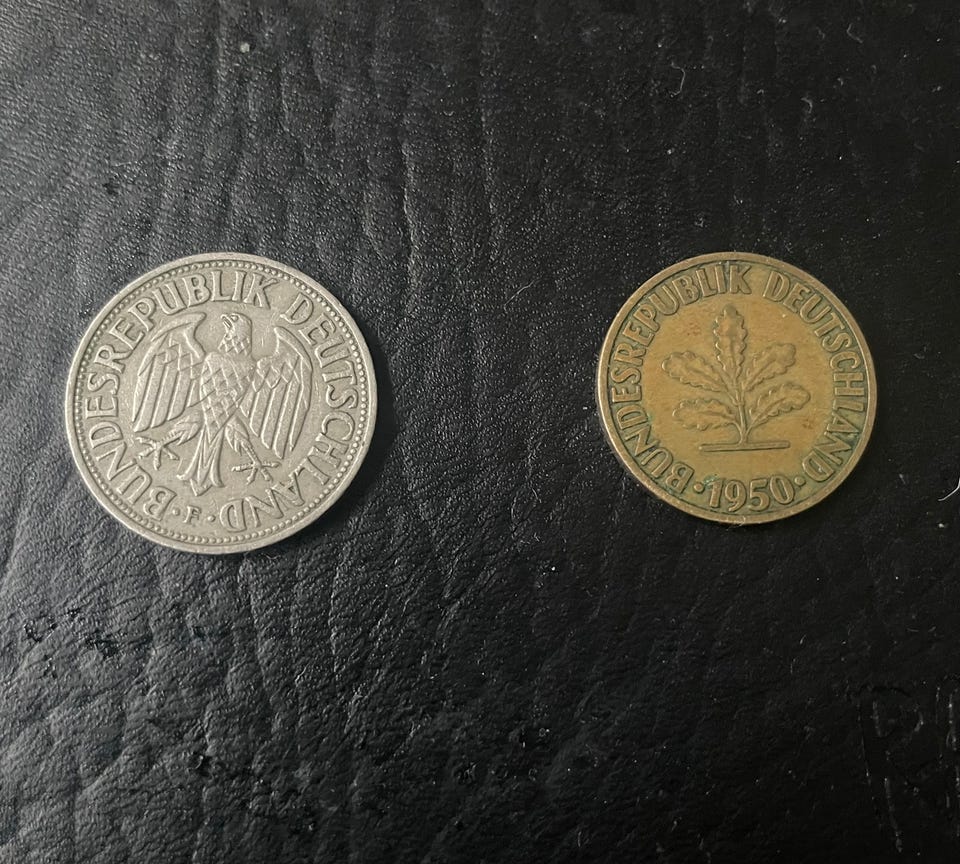 BUNDESREPUBLIK DEUTSCHLAND
· F ·
BUNDESREPUBLIK DEUTSCHLAND
· 1950 ·